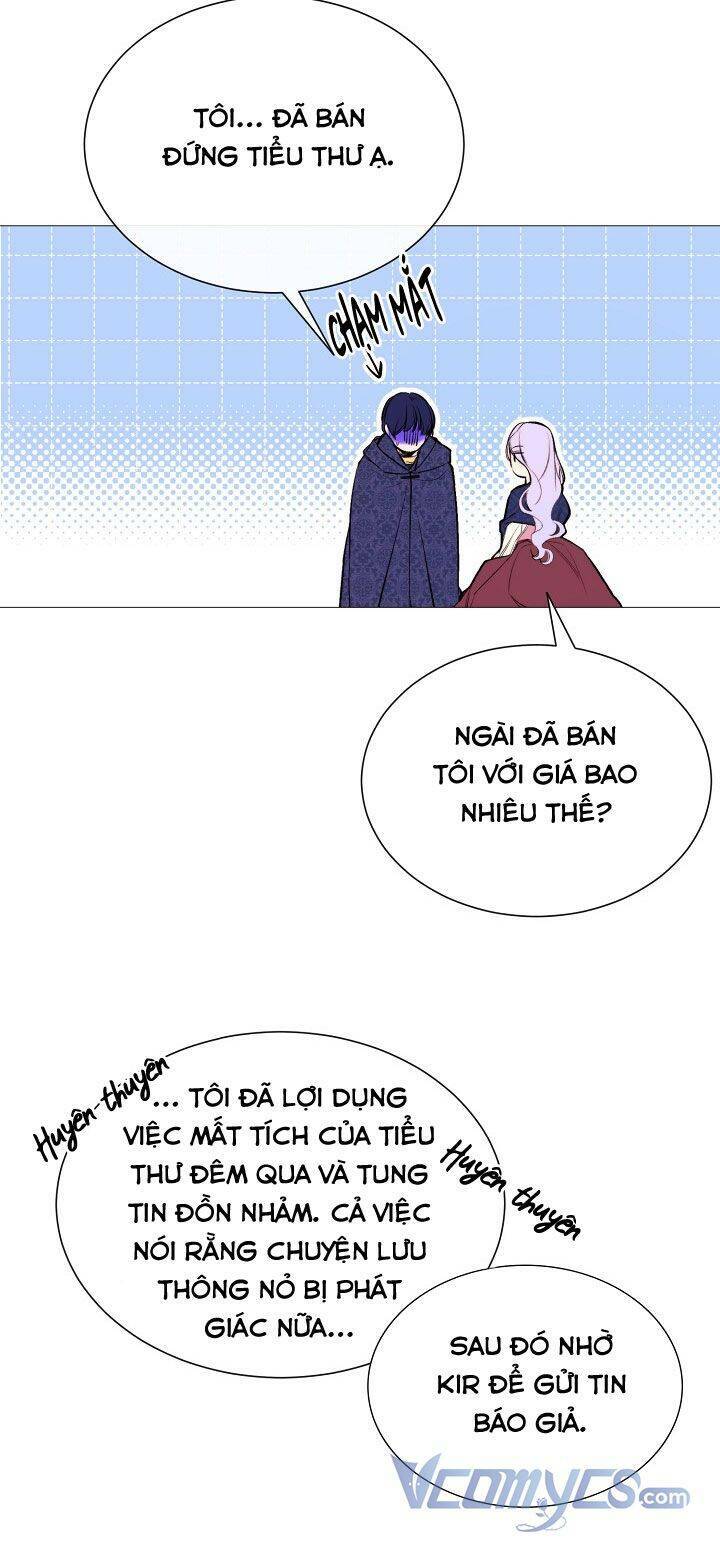 TÔI... ĐÃ BÁN
ĐỨNG TIỂU THƯ Ạ.
CHẠM MẮT
NGÀI ĐÃ BÁN
TÔI VỚI GIÁ BAO
NHIÊU THẾ?
Huyên thuyên
... TÔI ĐÃ LỢI DỤNG
VIỆC MẤT TÍCH CỦA TIỂU
THƯ ĐÊM QUA VÀ TUNG
TIN ĐỒN NHẢM. CẢ VIỆC
NÓI RẰNG CHUYỆN LƯU
THÔNG NỎ BỊ PHÁT
GIÁC NỮA...
Huyên thuyên
SAU ĐÓ NHỜ
KIR ĐỂ GỬI TIN
BÁO GIẢ.
VCOMYCS.com